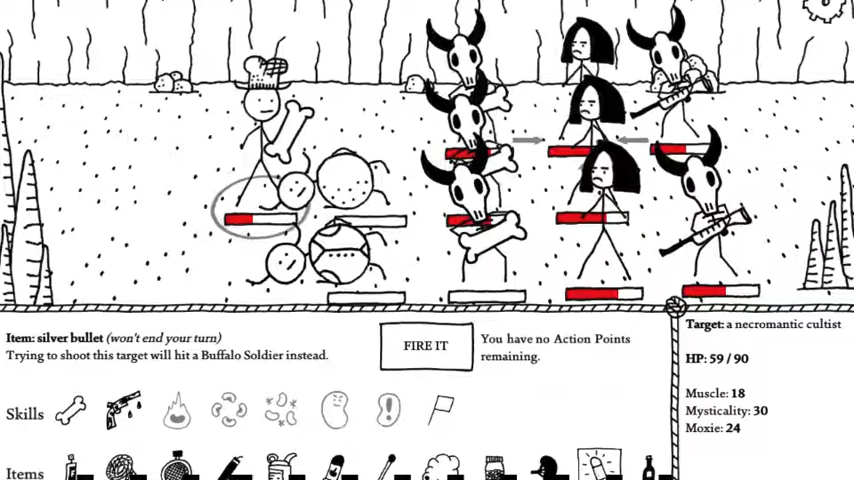 Item: silver bullet (won't end your turn)
Trying to shoot this target will hit a Buffalo Soldier instead.
FIRE IT
You have no Action Points
remaining.
Target: a necromantic cultist
HP: 59 / 90
Muscle: 18
Mysticality: 30
Moxie: 24
Skills
Items